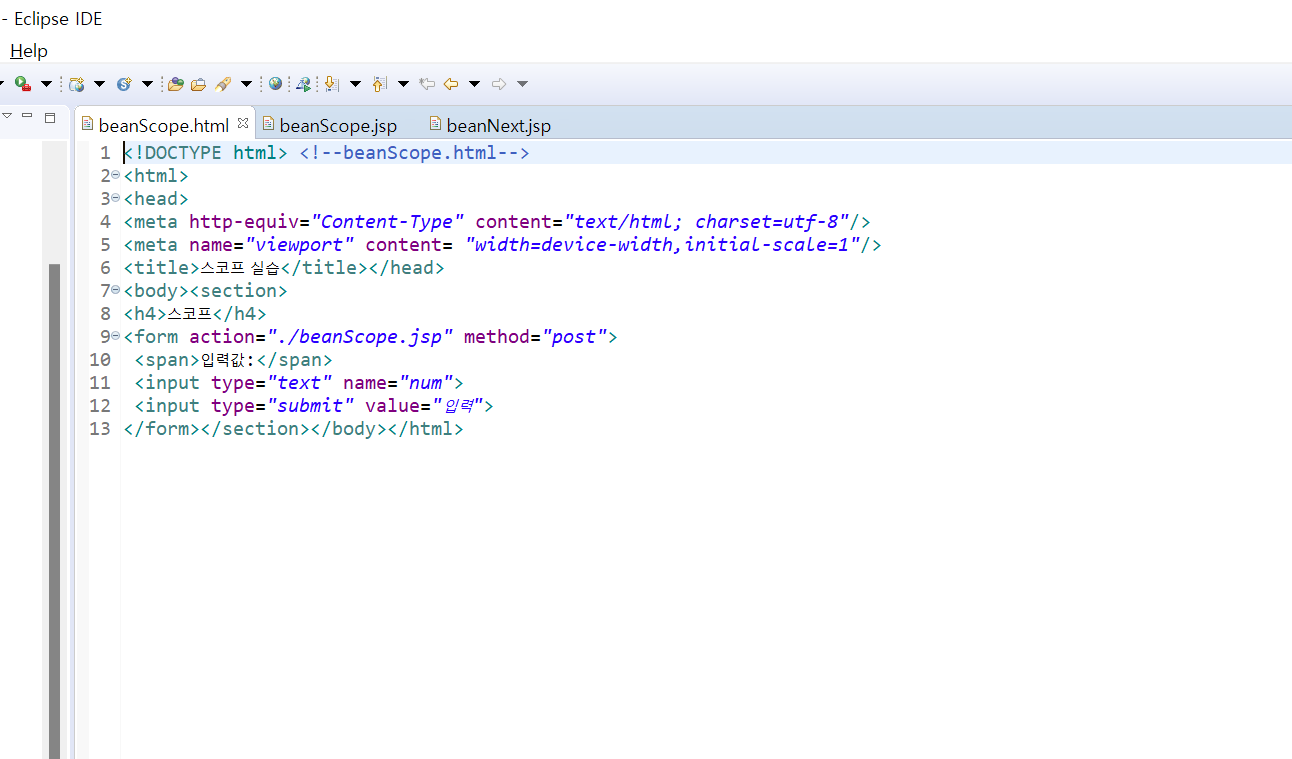 - Eclipse IDE
Help
beanScope.html beanScope.jsp beanNext.jsp
1 <!DOCTYPE html> <!--beanScope.html-->
2 <html>
3 <head>
4 <meta http-equiv="Content-Type" content="text/html; charset=utf-8"/>
5 <meta name="viewport" content= "width=device-width,initial-scale=1"/>
6 <title>스코프 실습</title></head>
7 <body><section>
8 <h4>스코프</h4>
9 <form action="./beanScope.jsp" method="post">
10 <span>입력값:</span>
11 <input type="text" name="num">
12 <input type="submit" value="입력">
13 </form></section></body></html>